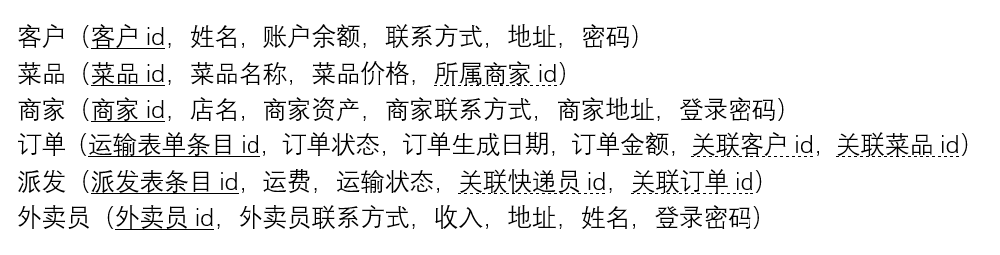 客户（客户 id，姓名，账户余额，联系方式，地址，密码）
菜品（菜品 id，菜品名称，菜品价格，所属商家 id）
商家（商家 id，店名，商家资产，商家联系方式，商家地址，登录密码）
订单（运输表单条目 id，订单状态，订单生成日期，订单金额，关联客户 id，关联菜品 id）
派发（派发表条目 id，运费，运输状态，关联快递员 id，关联订单 id）
外卖员（外卖员 id，外卖员联系方式，收入，地址，姓名，登录密码）